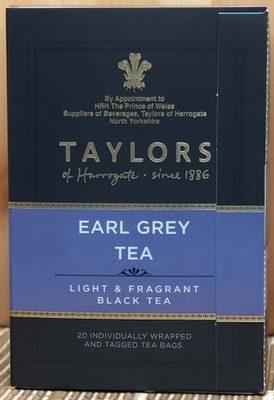 By Appointment to
HRH The Prince of Wales
Suppliers of Beverages, Taylors of Harrogate
North Yorkshire
TAYLORS
of Harrogate · since 1886
EARL GREY
TEA
LIGHT & FRAGRANT
BLACK TEA
20 INDIVIDUALLY WRAPPED
AND TAGGED TEA BAGS